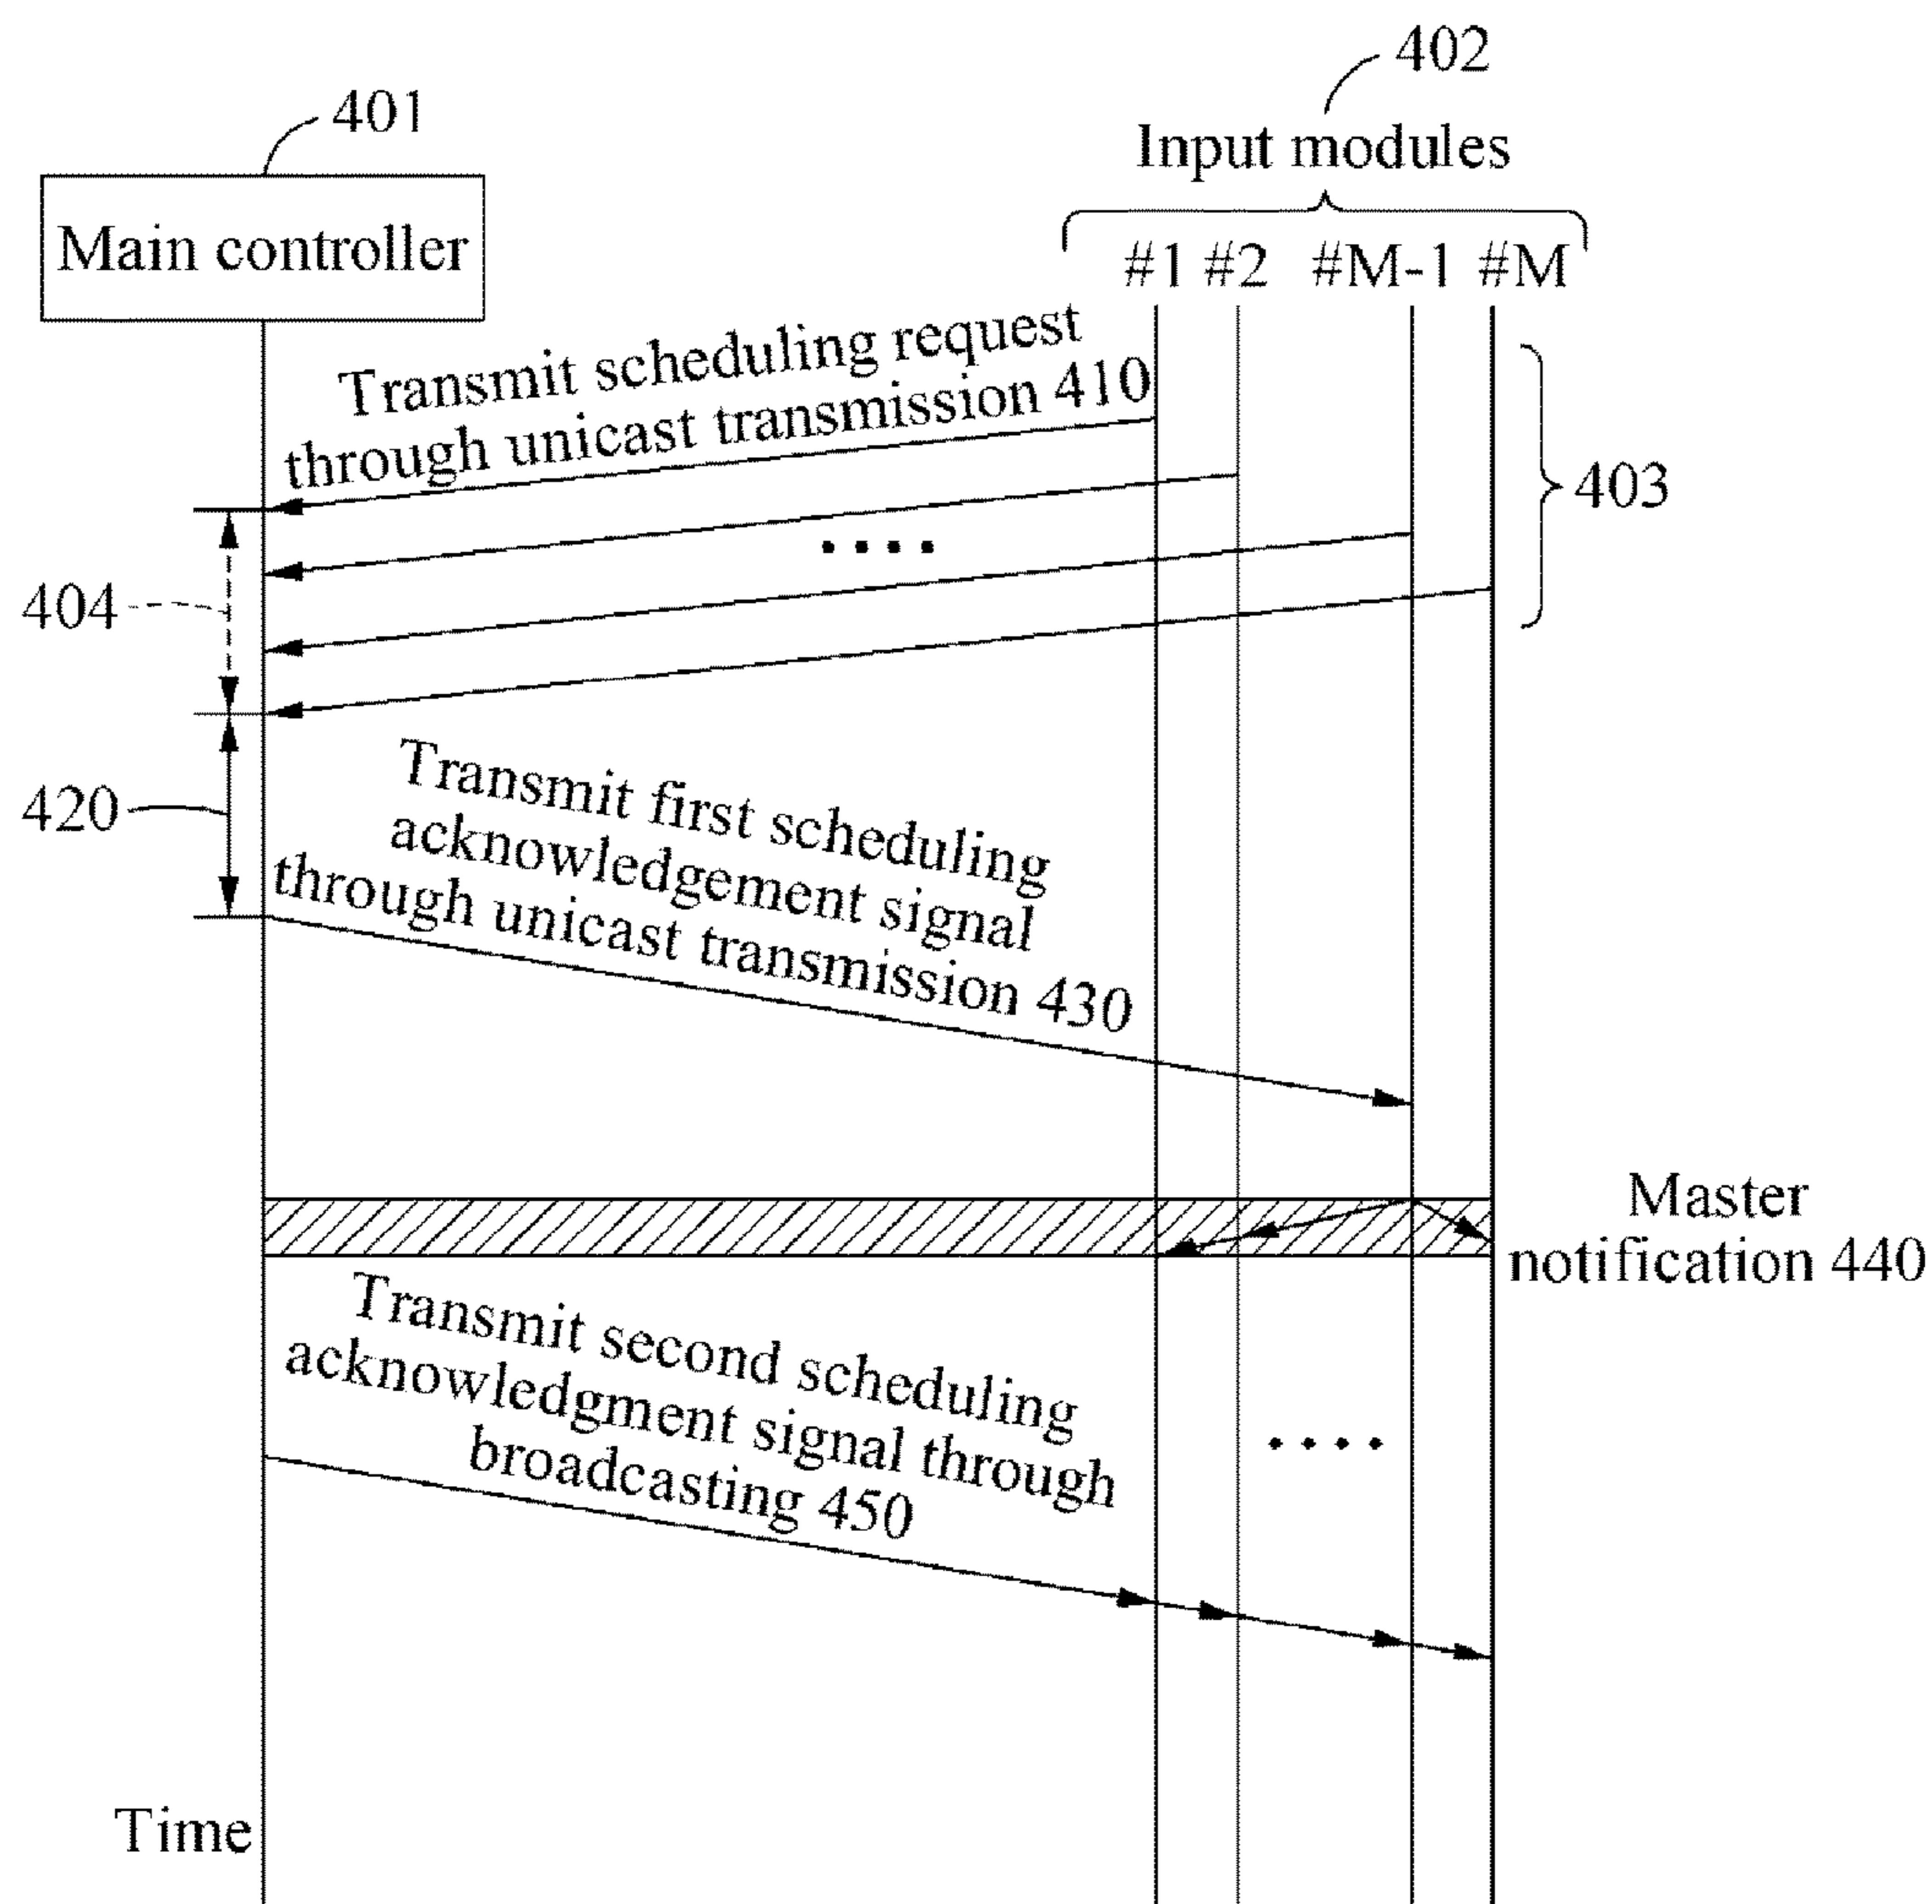 402
401
Input modules
Main controller
#1 #2 #M-1 #M
Transmit scheduling request
through unicast transmission 410
403
404
Transmit first scheduling
acknowledgement signal
through unicast transmission 430
420
Master
notification 440
Transmit second scheduling
acknowledgment signal through
broadcasting 450
Time